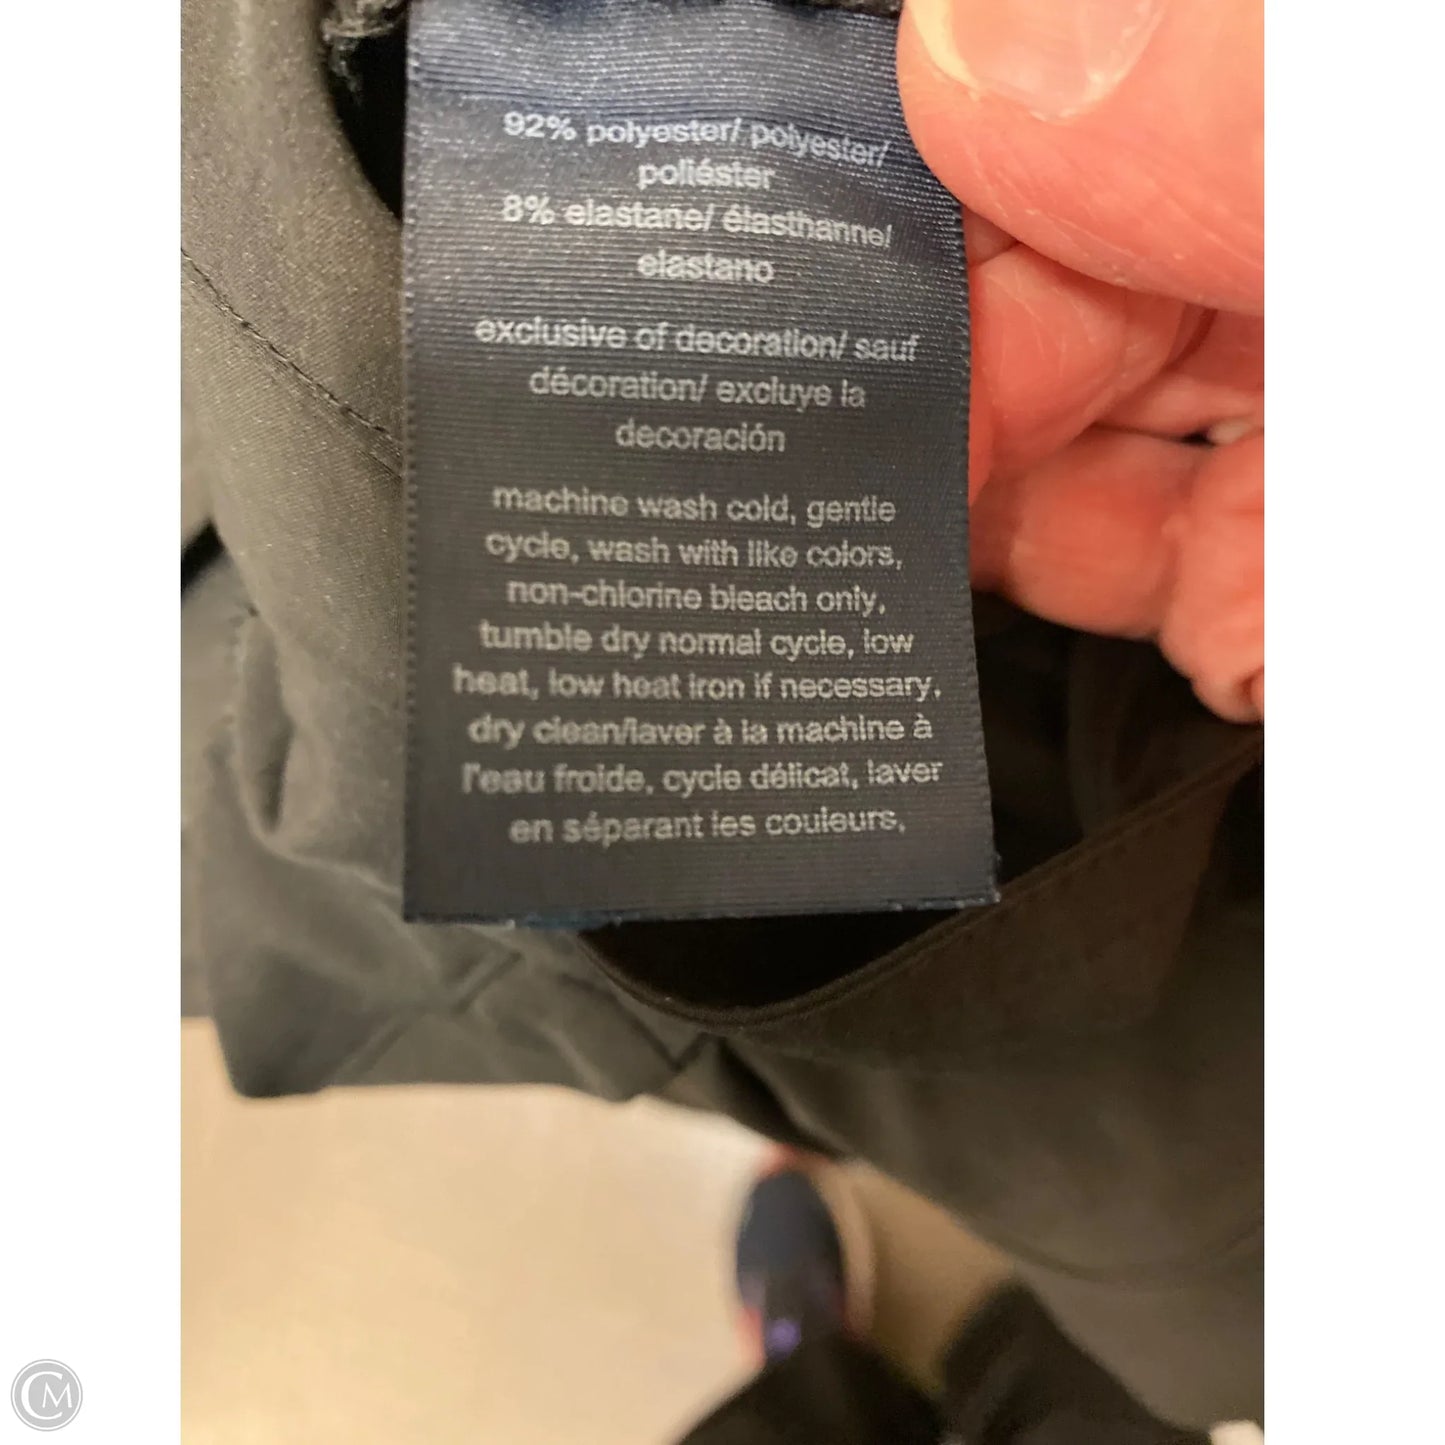 92% polyester/ polyester/
poliéster
8% elastane/ élasthanne/
elastano
exclusive of decoration/ sauf
décoration/ excluye la
decoración
machine wash cold, gentle
cycle, wash with like colors,
non-chlorine bleach only,
tumble dry normal cycle, low
heat, low heat iron if necessary,
dry clean/laver à la machine à
l'eau froide, cycle délicat, laver
en séparant les couleurs,
CM